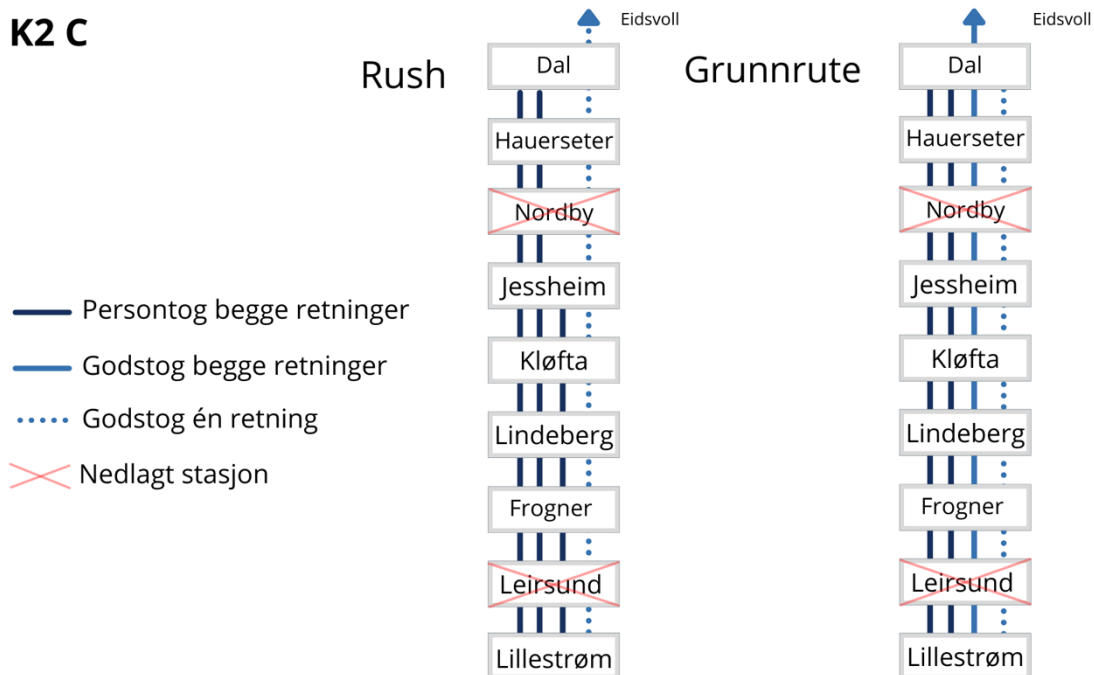 K2 C
Rush
Eidsvoll
Dal
Hauerseter
Nordby
Jessheim
Kløfta
Lindeberg
Frogner
Leirsund
Lillestrøm
Grunnrute
Eidsvoll
Dal
Hauerseter
Nordby
Jessheim
Kløfta
Lindeberg
Frogner
Leirsund
Lillestrøm
Persontog begge retninger
Godstog begge retninger
Godstog én retning
Nedlagt stasjon